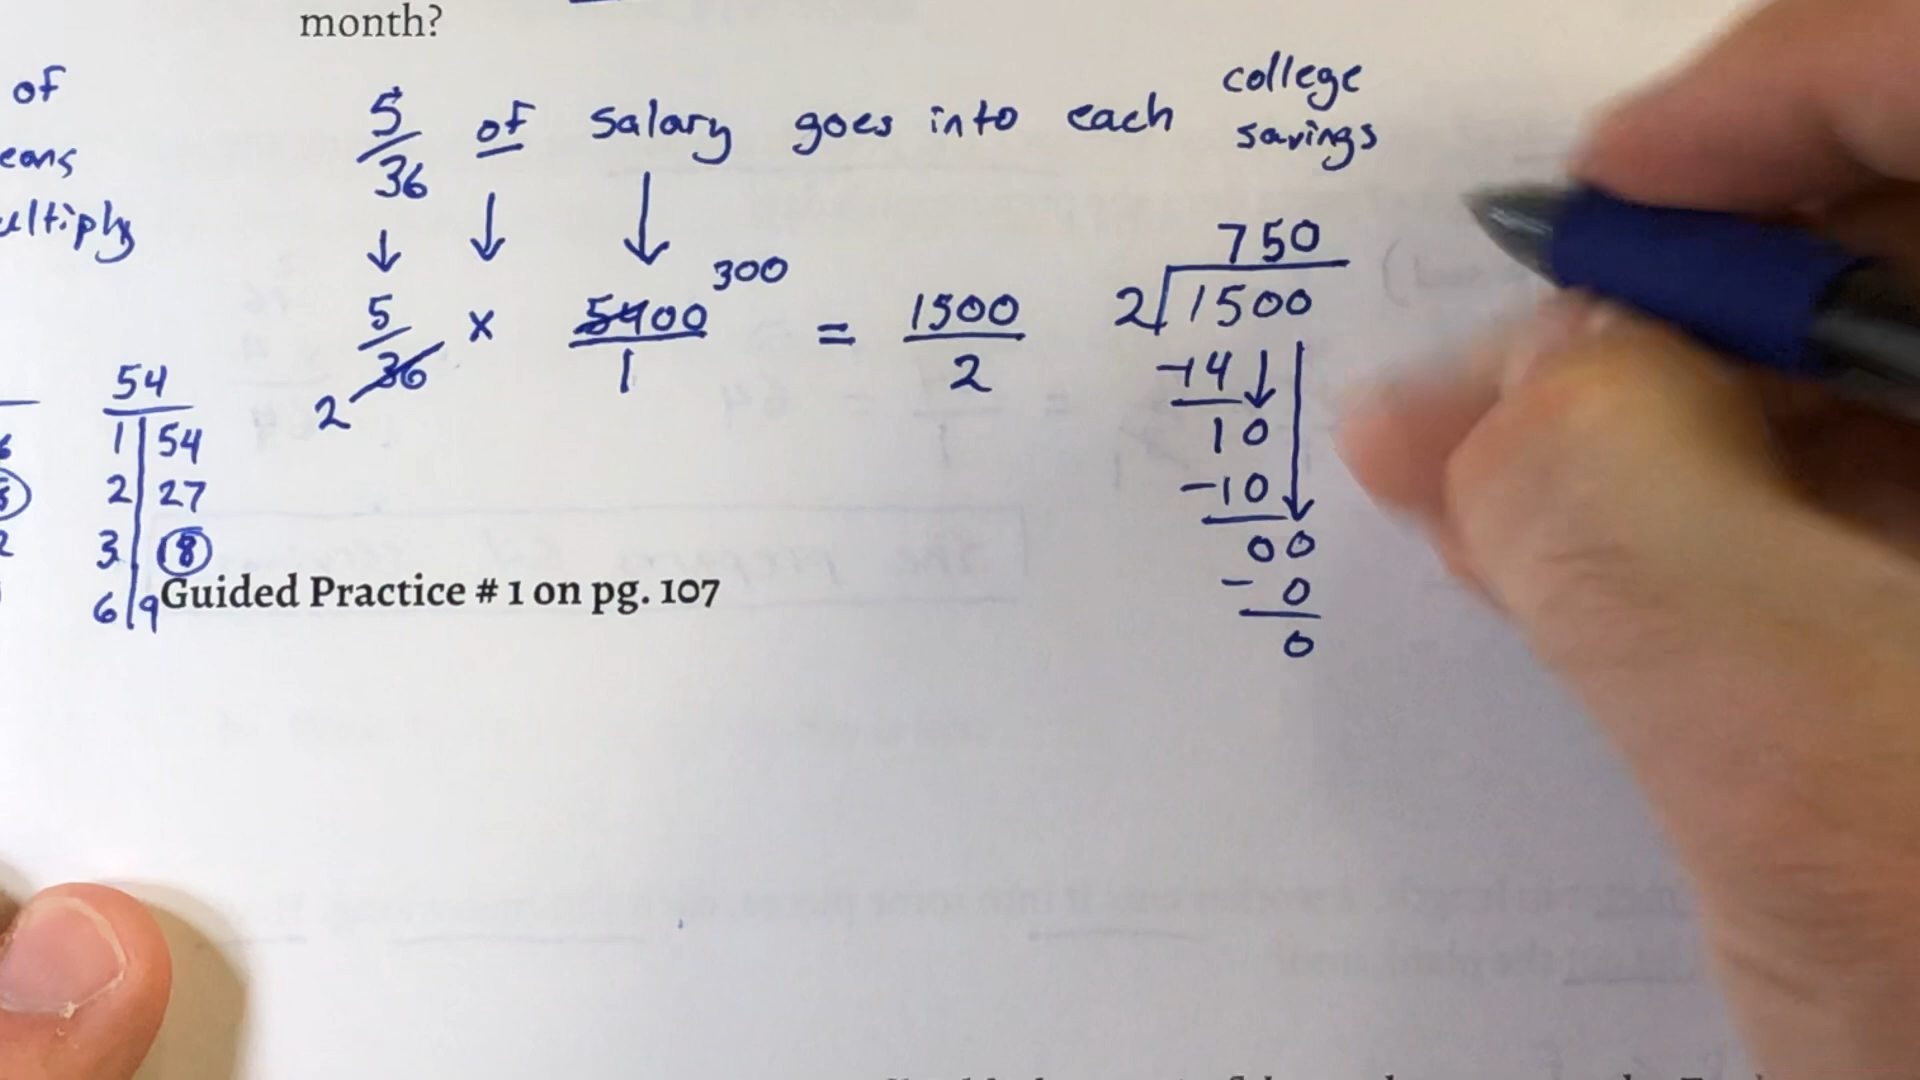 month?
of
eans
ultiply
5/36 of salary goes into each college savings
5/36 × 5400/1 = 1500/2
2
300
750
2 1500
-14
10
-10
00
- 0
0
54
1 54
2 27
3 18
6 9
Guided Practice # 1 on pg. 107